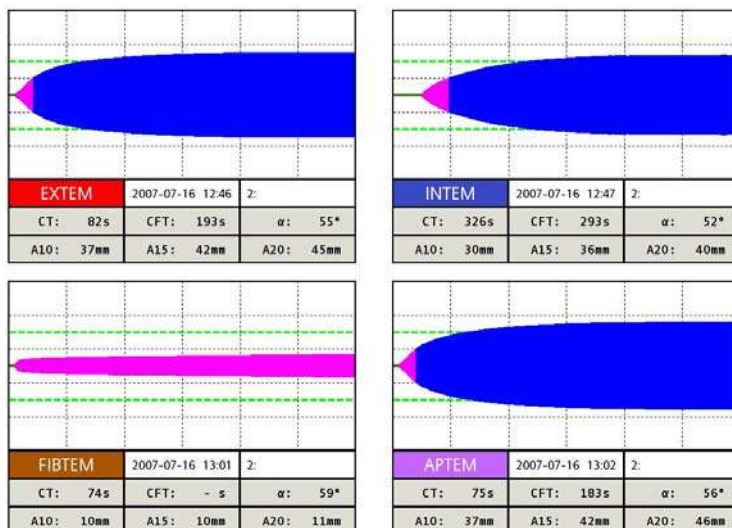 EXTEM 2007-07-16 12:46 2:
CT: 82s CFT: 193s α: 55°
A10: 37mm A15: 42mm A20: 45mm
INTEM 2007-07-16 12:47 2:
CT: 326s CFT: 293s α: 52°
A10: 30mm A15: 36mm A20: 40mm
FIBTEM 2007-07-16 13:01 2:
CT: 74s CFT: - s α: 59°
A10: 10mm A15: 10mm A20: 11mm
APTEM 2007-07-16 13:02 2:
CT: 75s CFT: 183s α: 56°
A10: 37mm A15: 42mm A20: 46mm